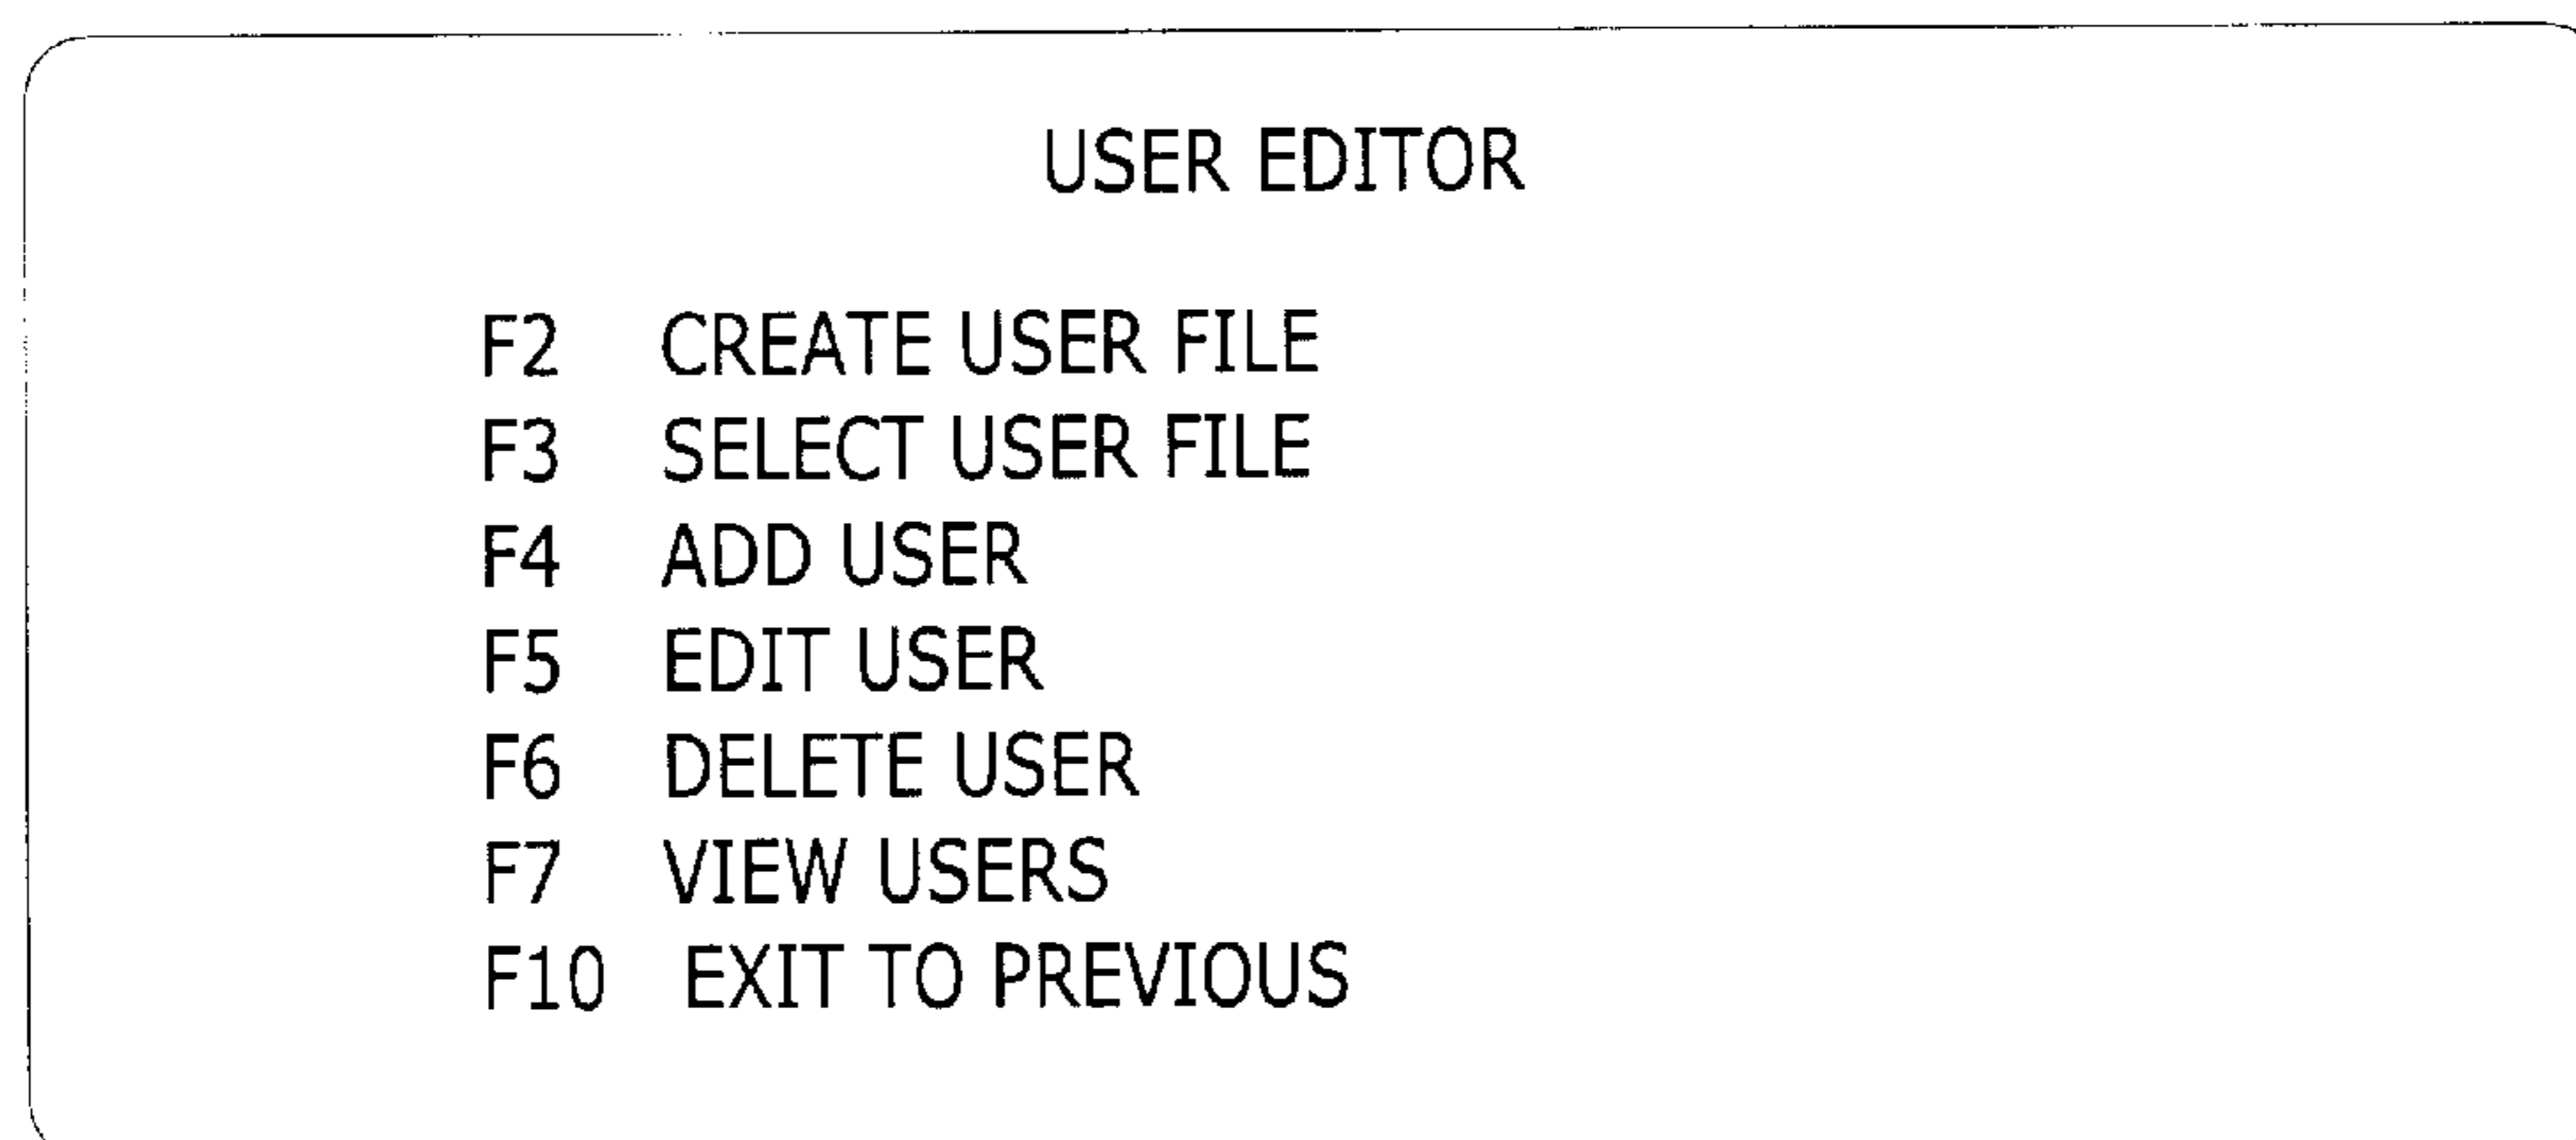 USER EDITOR
F2 CREATE USER FILE
F3 SELECT USER FILE
F4 ADD USER
F5 EDIT USER
F6 DELETE USER
F7 VIEW USERS
F10 EXIT TO PREVIOUS